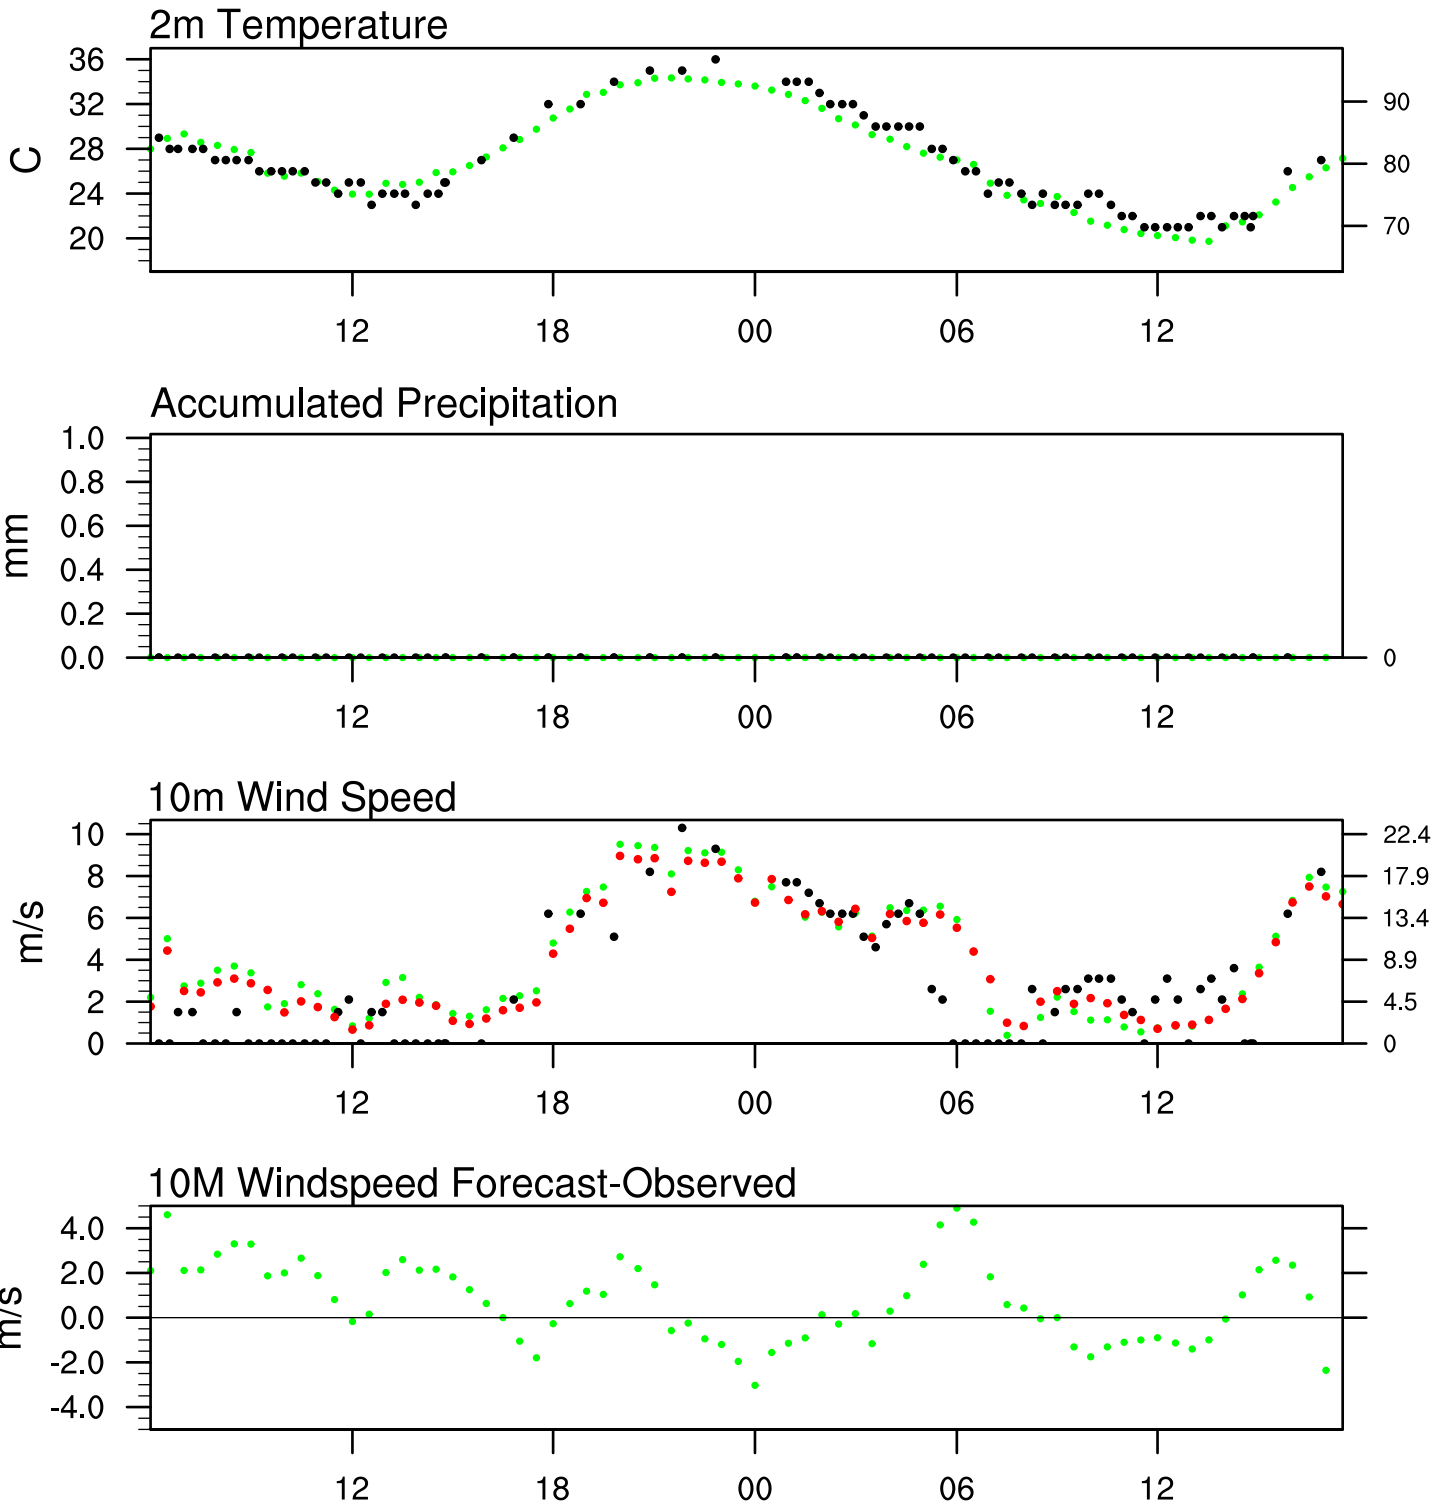 2m Temperature
36
32
28
24
20
C
90
80
70
12 18 00 06 12
Accumulated Precipitation
1.0
0.8
0.6
0.4
0.2
0.0
mm
0
12 18 00 06 12
10m Wind Speed
10
8
6
4
2
0
m/s
22.4
17.9
13.4
8.9
4.5
0
12 18 00 06 12
10M Windspeed Forecast-Observed
4.0
2.0
0.0
-2.0
-4.0
m/s
12 18 00 06 12